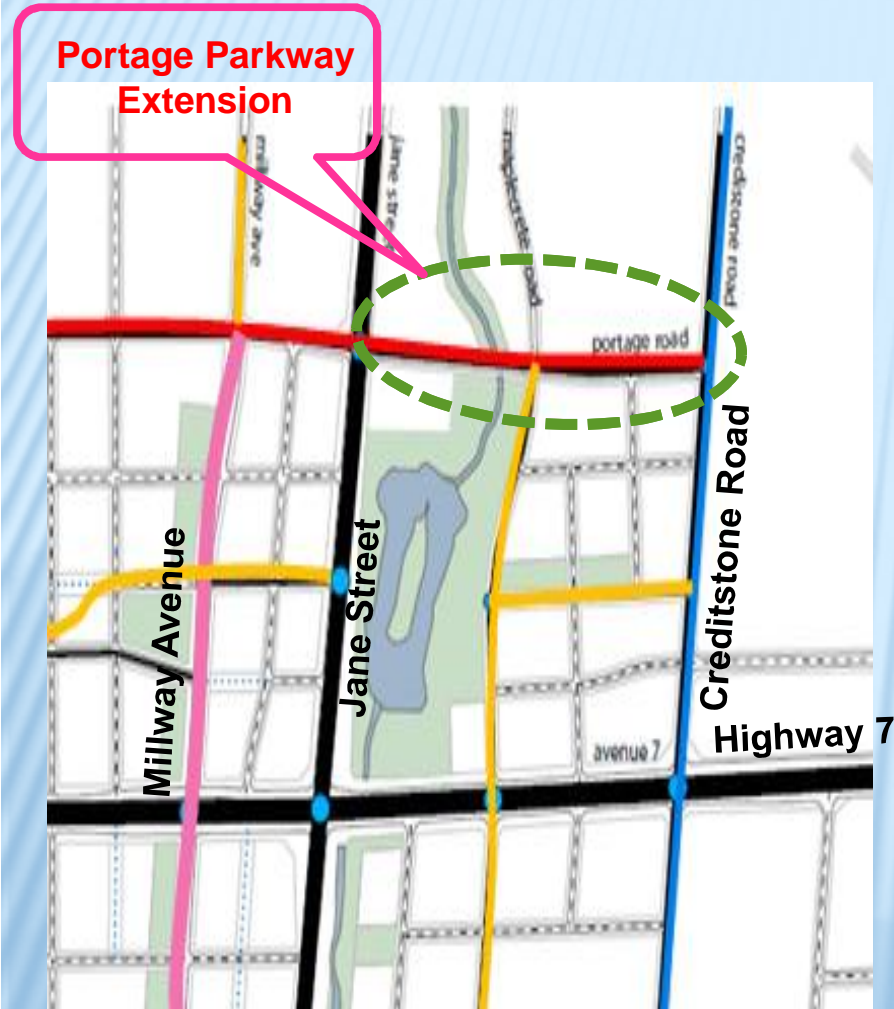 Portage Parkway
Extension
millway ave
jane street
maplecrete road
creditstone road
portage road
Millway Avenue
Jane Street
Creditstone Road
avenue 7
Highway 7